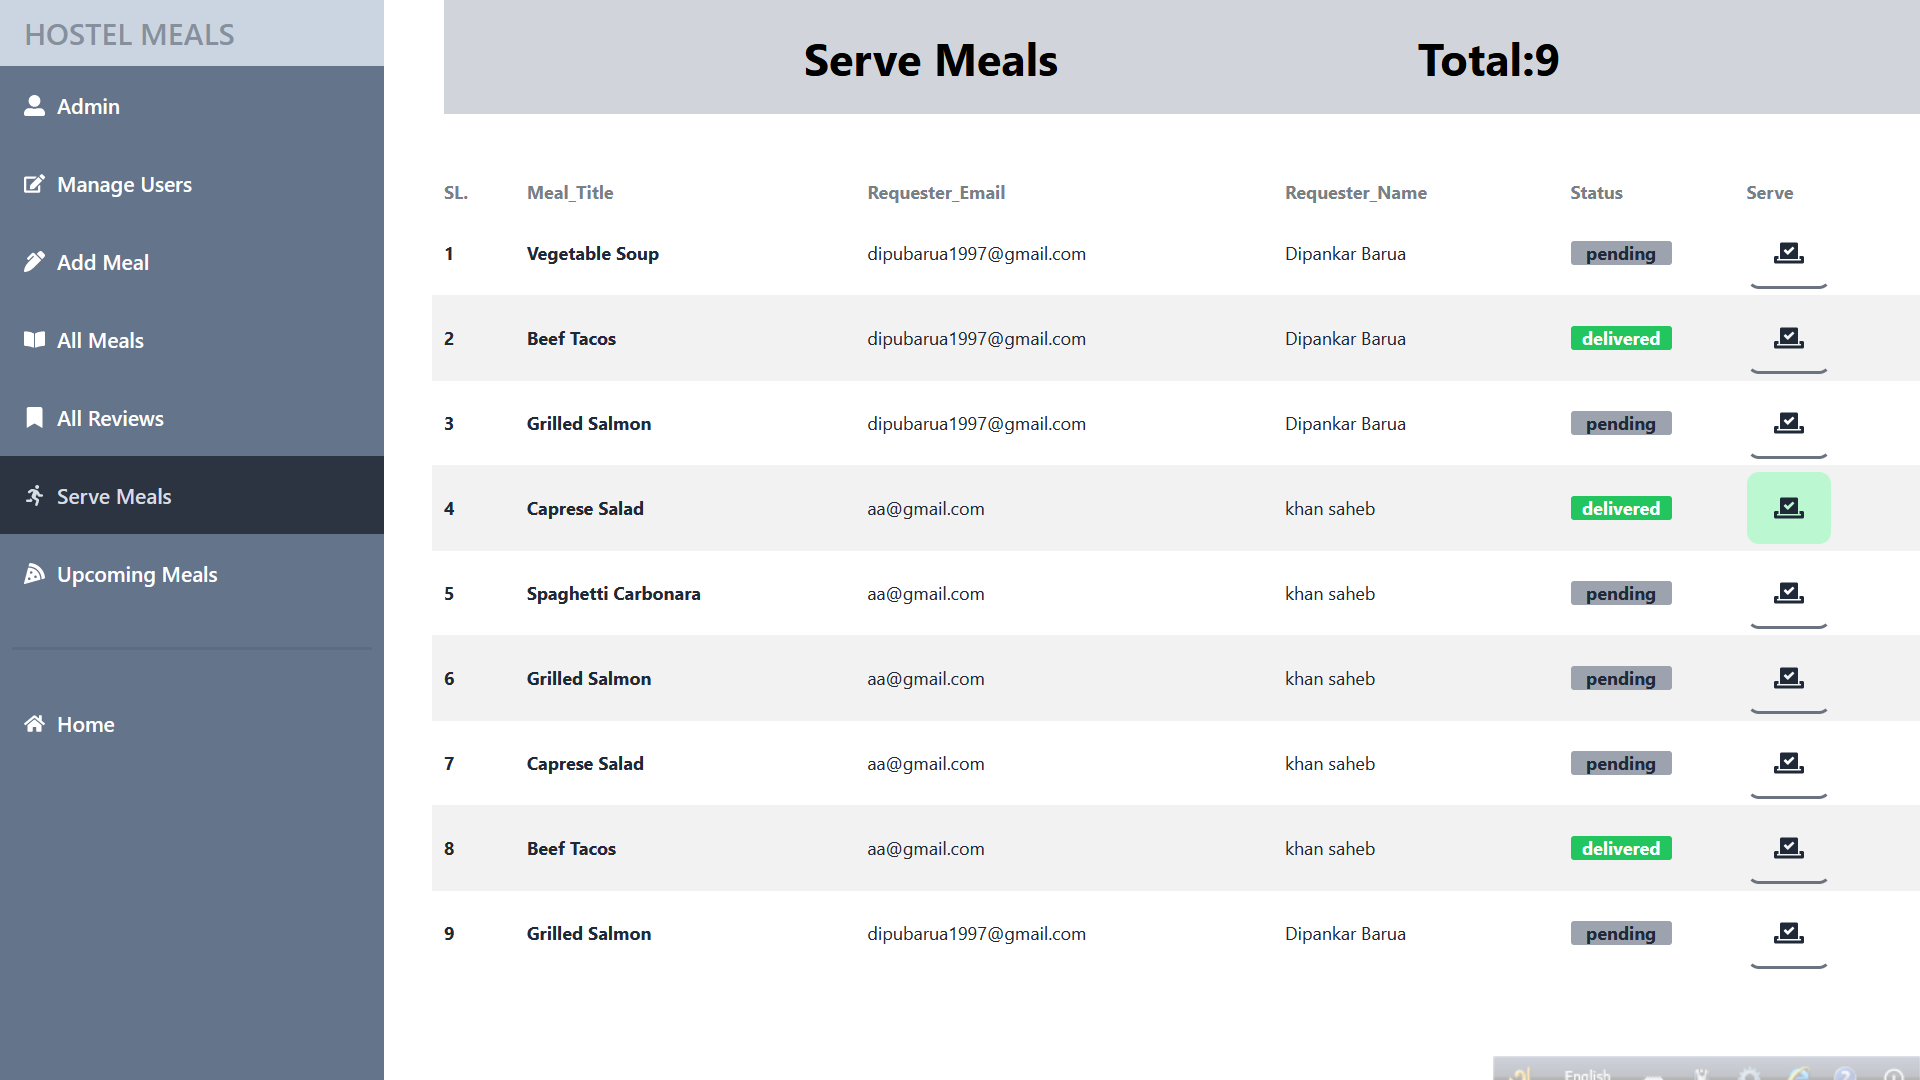 HOSTEL MEALS
Admin
Manage Users
Add Meal
All Meals
All Reviews
Serve Meals
Upcoming Meals
Home
Serve Meals Total:9
SL. Meal_Title Requester_Email Requester_Name Status Serve
1 Vegetable Soup dipubarua1997@gmail.com Dipankar Barua pending
2 Beef Tacos dipubarua1997@gmail.com Dipankar Barua delivered
3 Grilled Salmon dipubarua1997@gmail.com Dipankar Barua pending
4 Caprese Salad aa@gmail.com khan saheb delivered
5 Spaghetti Carbonara aa@gmail.com khan saheb pending
6 Grilled Salmon aa@gmail.com khan saheb pending
7 Caprese Salad aa@gmail.com khan saheb pending
8 Beef Tacos aa@gmail.com khan saheb delivered
9 Grilled Salmon dipubarua1997@gmail.com Dipankar Barua pending
English